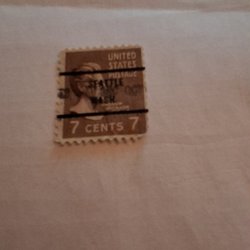 UNITED
STATES
POSTAGE
SEATTLE
WASH.
7 CENTS 7